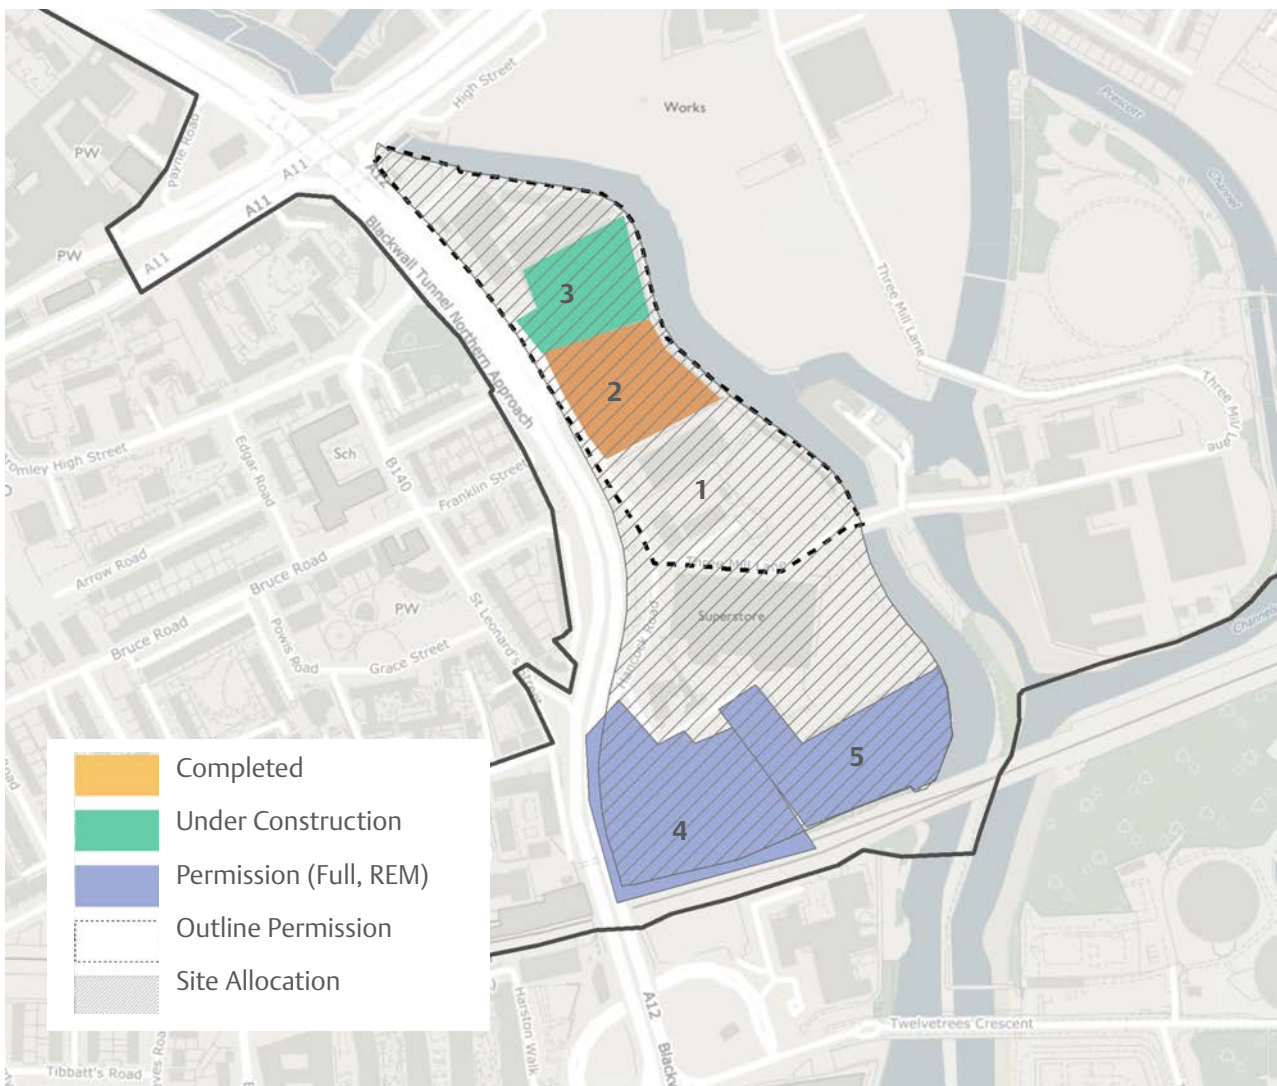 High Street
Works
Prescott
Channel
PW
Payne Road
A11
A12
A11
PW
A11
Blackwall Tunnel Northern Approach
Three Mill Lane
3
2
Three Mill
Lane
Sch
Edgar Road
B140
Franklin Street
1
Arrow Road
Bruce Road
Three Mill Lane
PW
St Leonard's Street
Hancock Road
Superstore
Bruce Road
Powis Road
Grace Street
5
4
Completed
Under Construction
Permission (Full, REM)
Outline Permission
Site Allocation
A12
Harston Walk
Twelvetrees Crescent
Tibbatt's Road